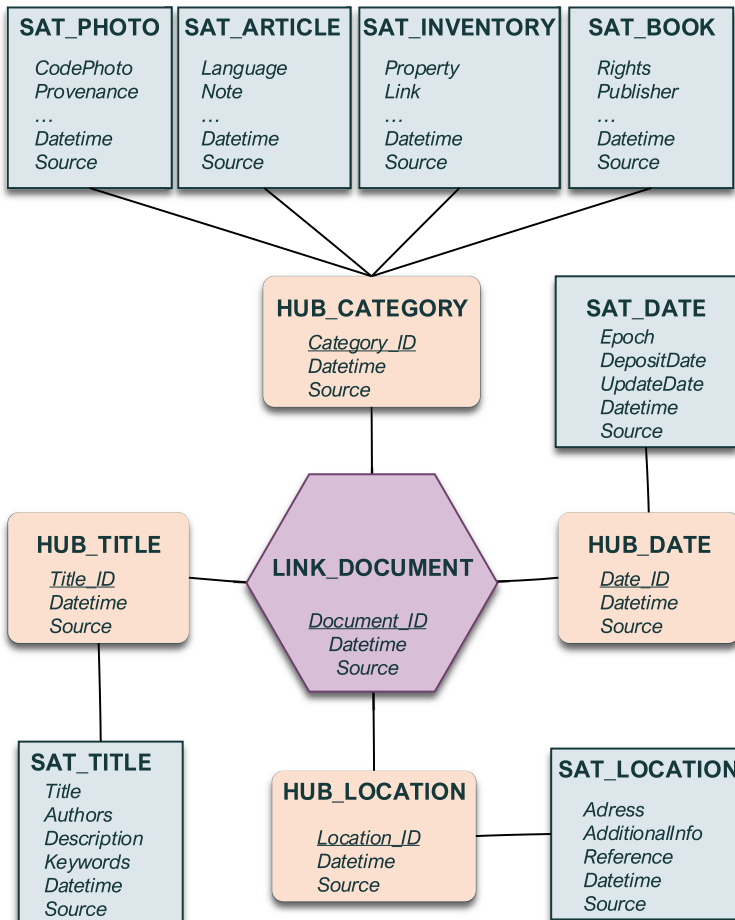 SAT_PHOTO
CodePhoto
Provenance
...
Datetime
Source
SAT_ARTICLE
Language
Note
...
Datetime
Source
SAT_INVENTORY
Property
Link
...
Datetime
Source
SAT_BOOK
Rights
Publisher
...
Datetime
Source
HUB_CATEGORY
Category_ID
Datetime
Source
SAT_DATE
Epoch
DepositDate
UpdateDate
Datetime
Source
HUB_TITLE
Title_ID
Datetime
Source
LINK_DOCUMENT
Document_ID
Datetime
Source
HUB_DATE
Date_ID
Datetime
Source
SAT_TITLE
Title
Authors
Description
Keywords
Datetime
Source
HUB_LOCATION
Location_ID
Datetime
Source
SAT_LOCATION
Adress
AdditionalInfo
Reference
Datetime
Source